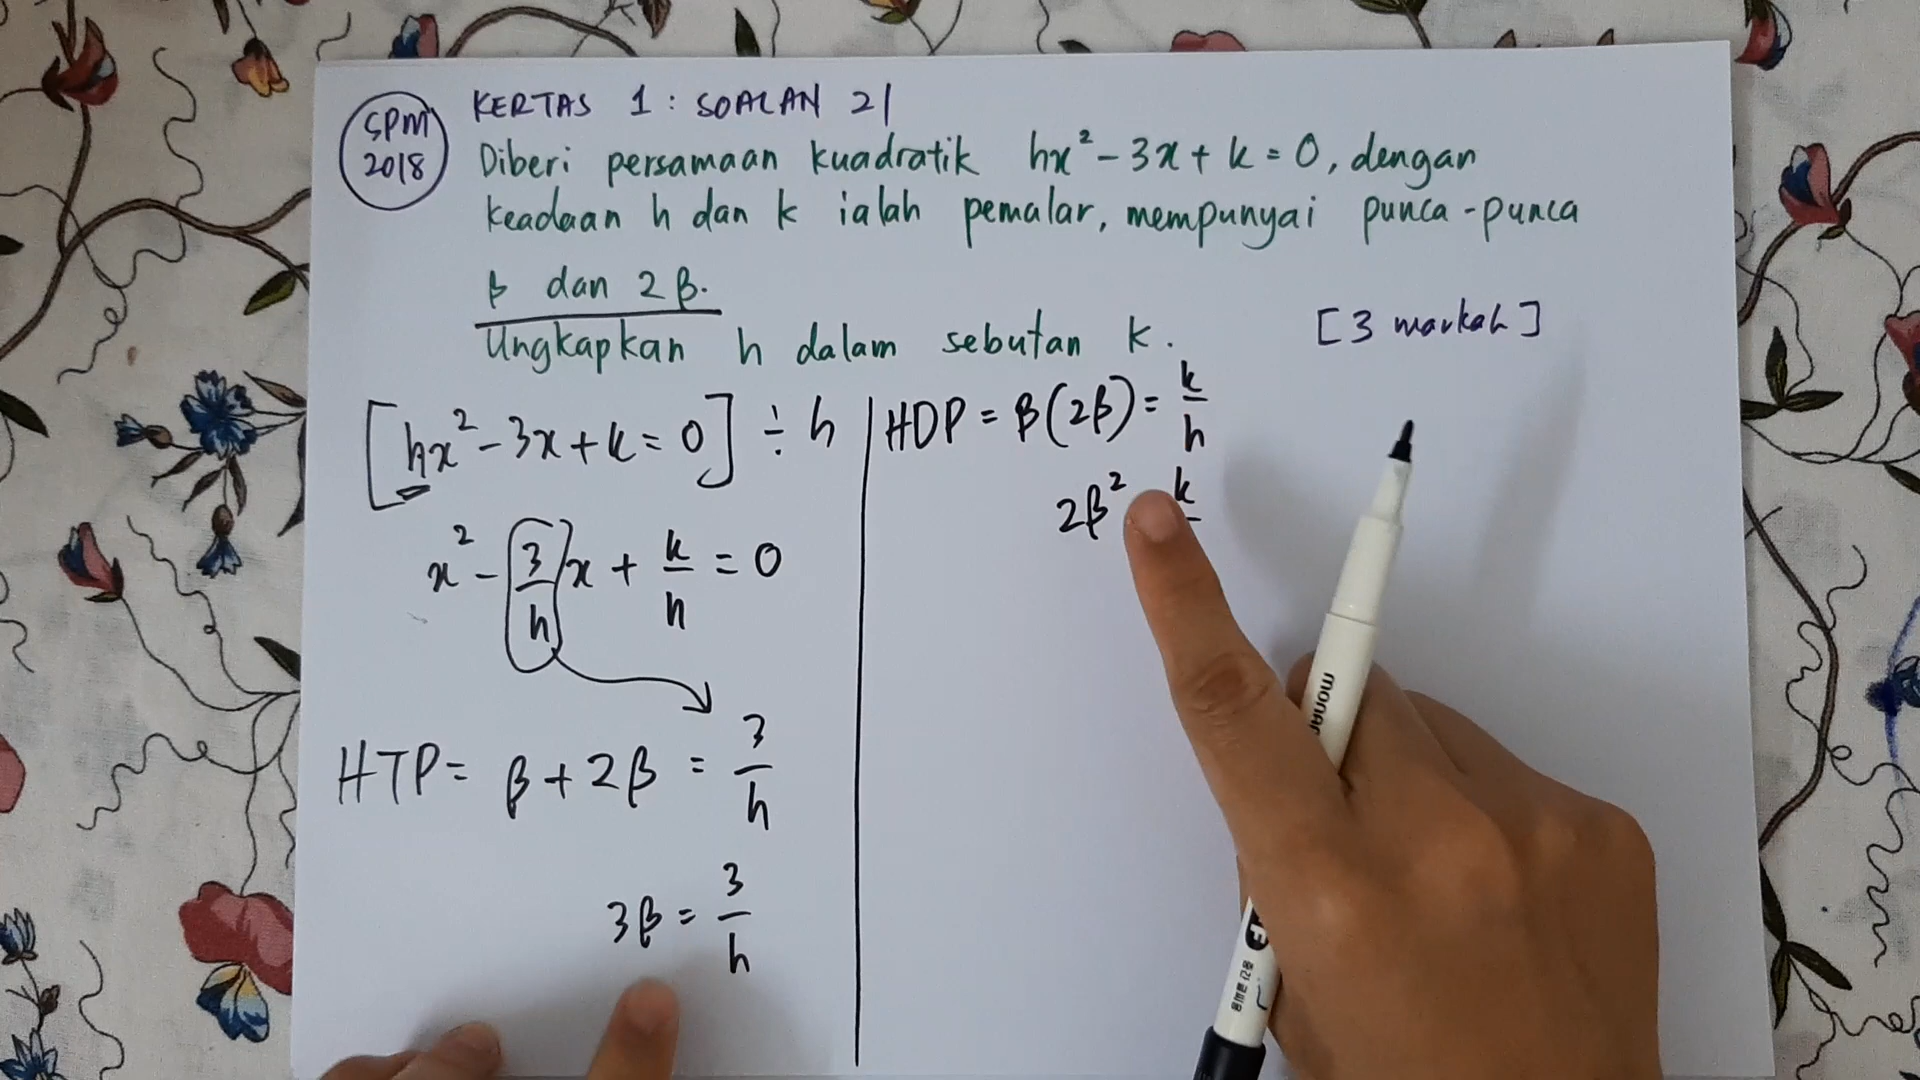 SPM 2018
KERTAS 1 : SOALAN 21
Diberi persamaan kuadratik hx² - 3x + k = 0, dengan
keadaan h dan k ialah pemalar, mempunyai punca-punca
β dan 2β.
Ungkapkan h dalam sebutan k.
[3 markah]
[hx² - 3x + k = 0] ÷ h
x² - 3/h x + k/h = 0
HTP = β + 2β = 3/h
3β = 3/h
HDP = β(2β) = k/h
2β² k